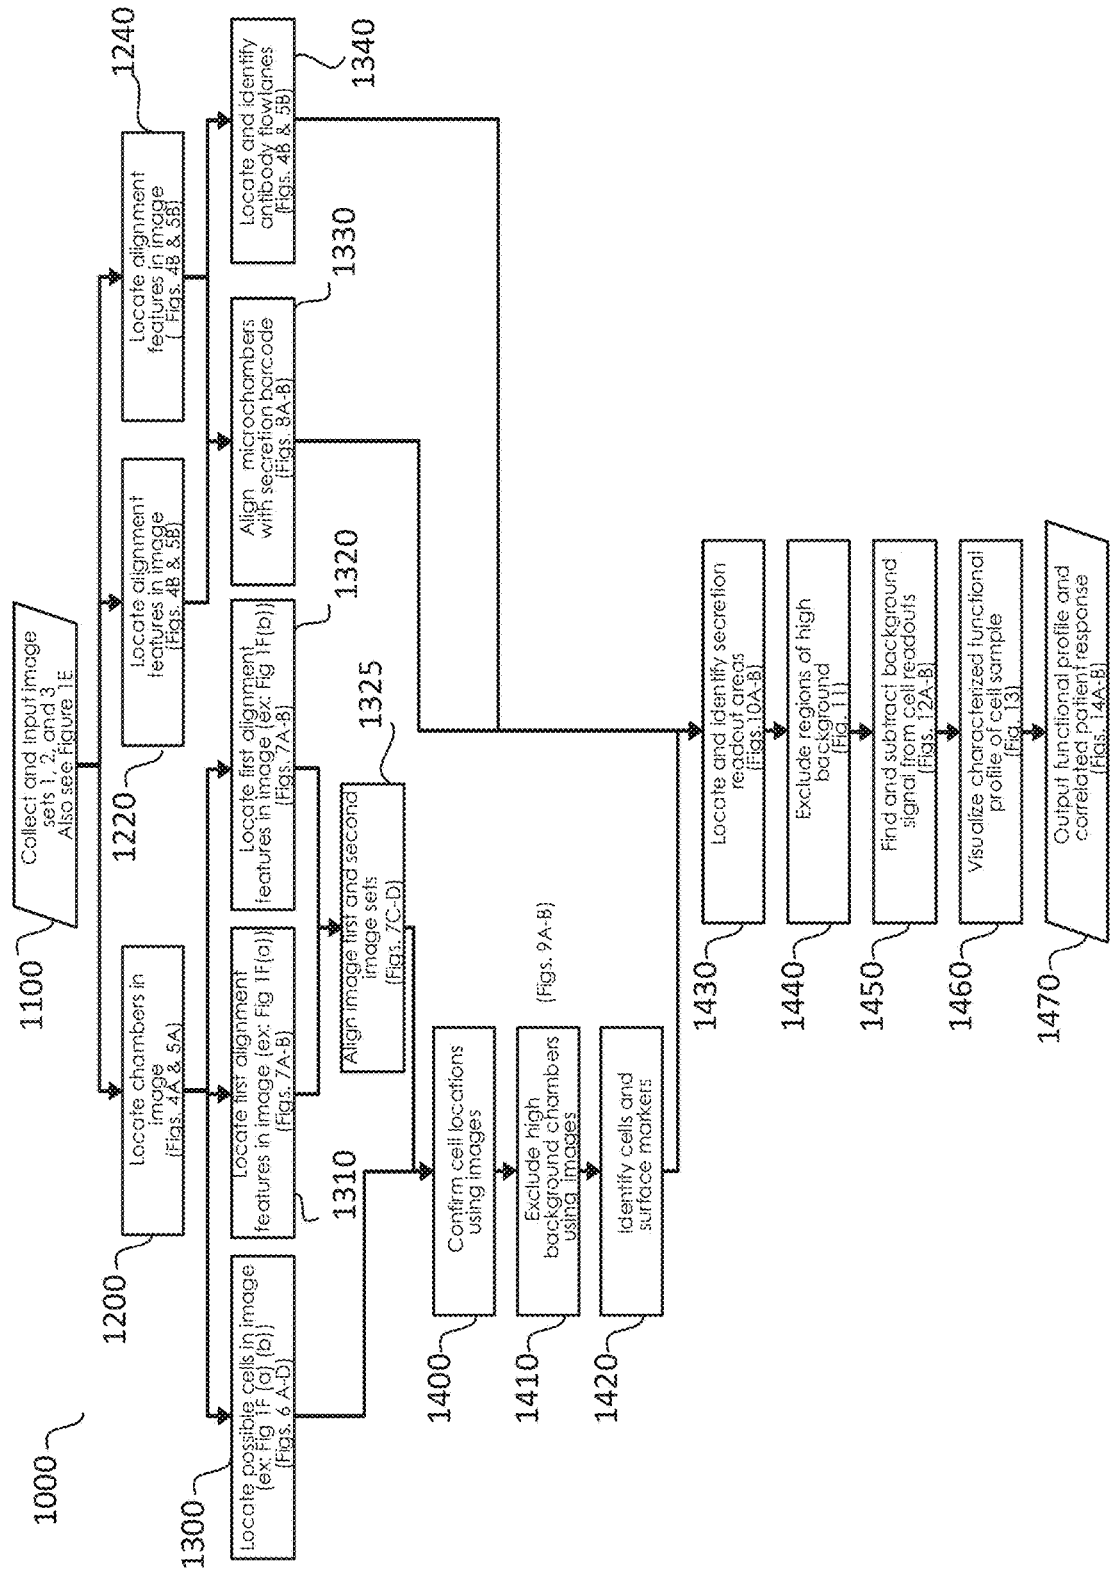 1000
1100
Collect and Input image
sets 1, 2, and 3
Also see Figure 1E
1200
Locate chambers in
image
(Figs. 4A & 5A)
1220
Locate alignment
features in image
(Figs. 4B & 5B)
1240
Locate alignment
features in image
( Figs. 4B & 5B)
1300
Locate possible cells in image
(ex: Fig 1F (a) (b))
(Figs. 6 A-D)
1310
Locate first alignment
features in image (ex: Fig 1F(a))
(Figs. 7A-B)
1320
Locate first alignment
features in image (ex: Fig 1F(b))
(Figs. 7A-B)
1330
Align microchambers
with secretion barcode
(Figs. 8A-B)
1340
Locate and identify
antibody flowlanes
(Figs. 4B & 5B)
1325
Align image first and second
image sets
(Figs. 7C-D)
1400
Confirm cell locations
using images
1410
Exclude high
background chambers
using images
(Figs. 9A-B)
1420
Identify cells and
surface markers
1430
Locate and identify secretion
readout areas
(Figs.10A-B)
1440
Exclude regions of high
background
(Fig. 11)
1450
Find and subtract background
signal from cell readouts
(Figs. 12A-B)
1460
Visualize characterized functional
profile of cell sample
(Fig. 13)
1470
Output functional profile and
correlated patient response
(Figs. 14A-B)